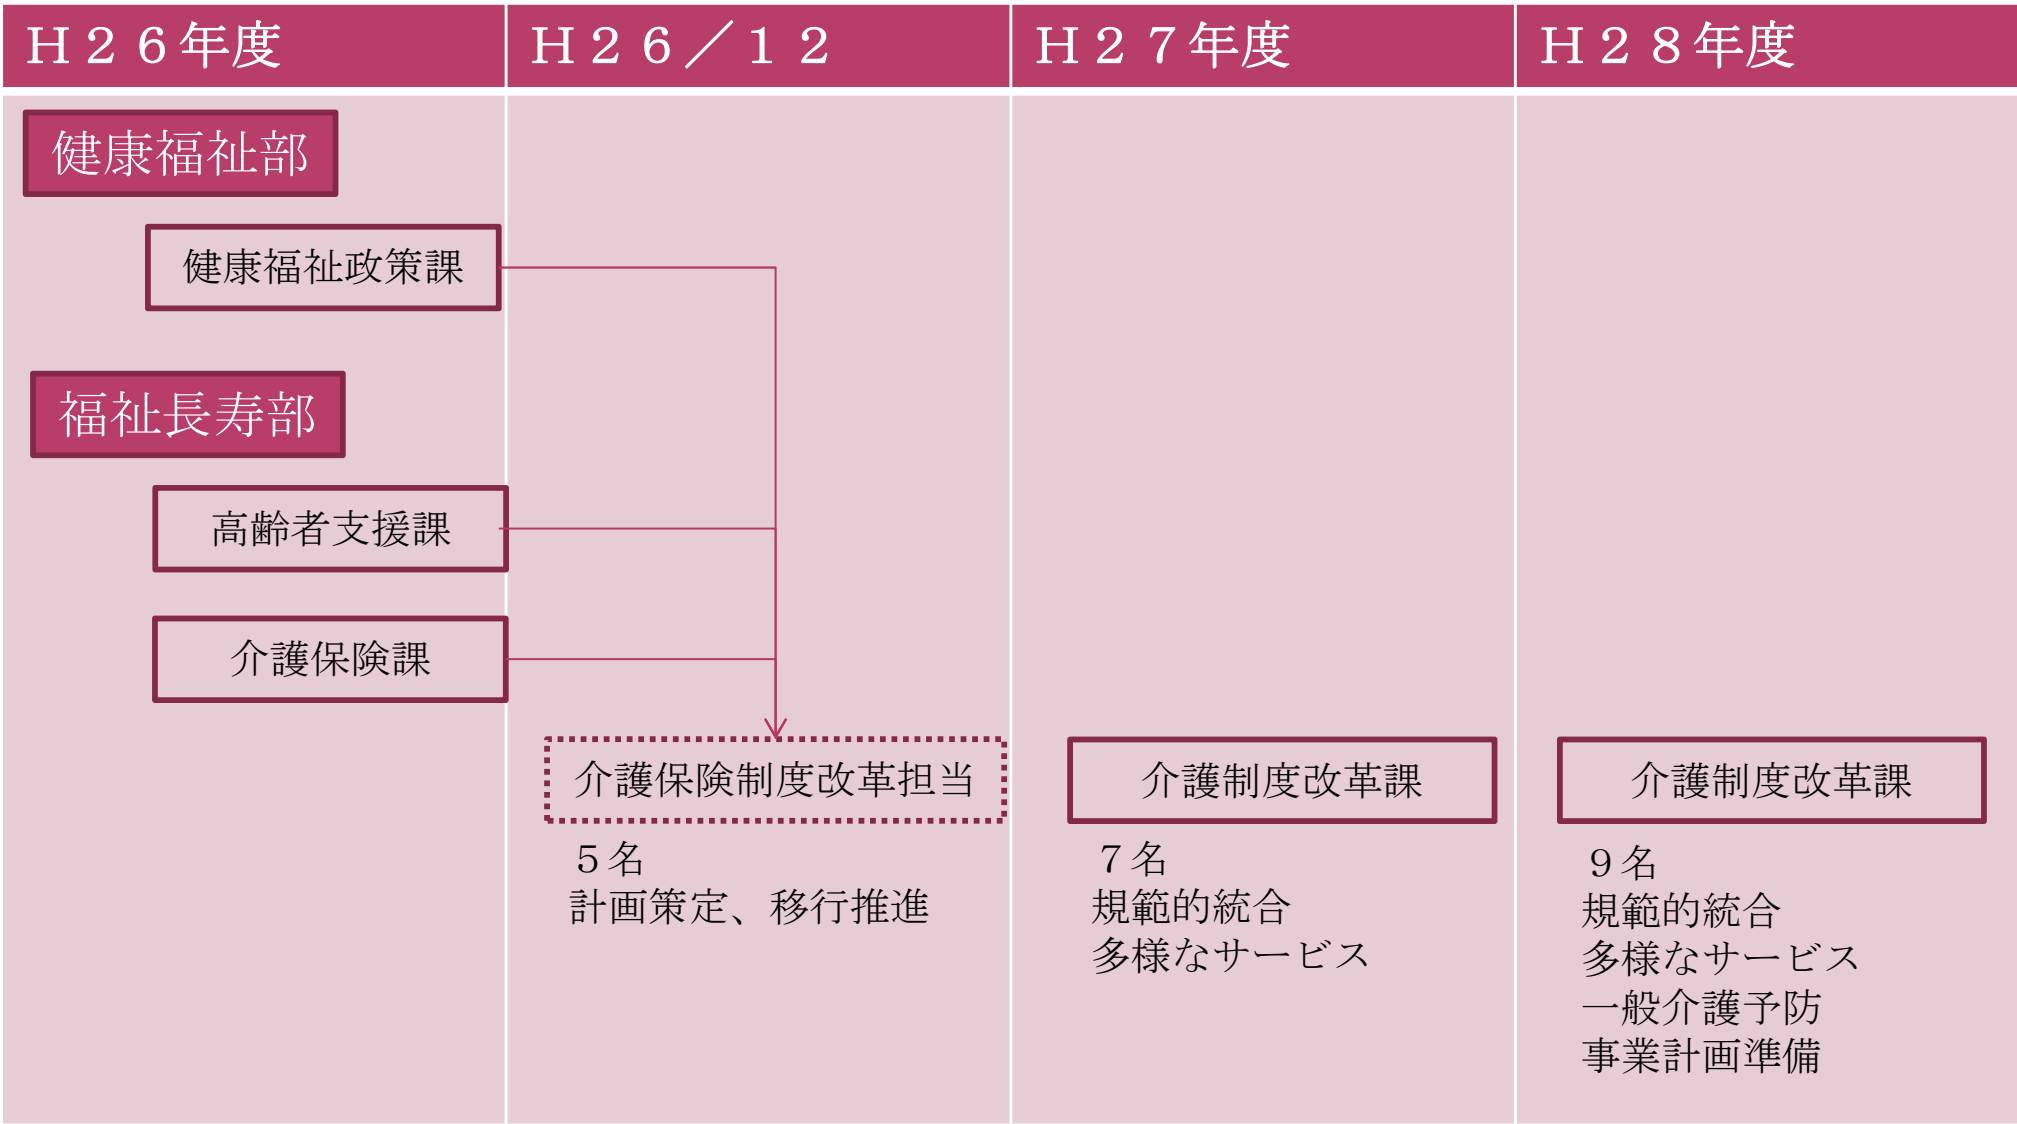 Ｈ２６年度
Ｈ２６／１２
Ｈ２７年度
Ｈ２８年度
健康福祉部
健康福祉政策課
福祉長寿部
高齢者支援課
介護保険課
介護保険制度改革担当
５名
計画策定、移行推進
介護制度改革課
７名
規範的統合
多様なサービス
介護制度改革課
９名
規範的統合
多様なサービス
一般介護予防
事業計画準備